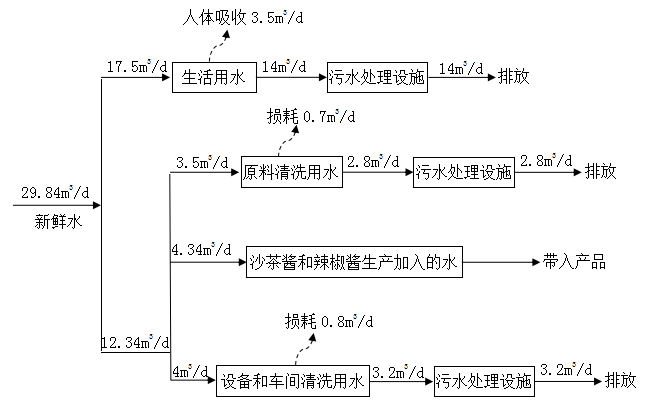 人体吸收 3.5m³/d
17.5m³/d
生活用水
14m³/d
污水处理设施
14m³/d
排放
损耗 0.7m³/d
3.5m³/d
原料清洗用水
2.8m³/d
污水处理设施
2.8m³/d
排放
29.84m³/d
新鲜水
4.34m³/d
沙茶酱和辣椒酱生产加入的水
带入产品
损耗 0.8m³/d
12.34m³/d
4m³/d
设备和车间清洗用水
3.2m³/d
污水处理设施
3.2m³/d
排放